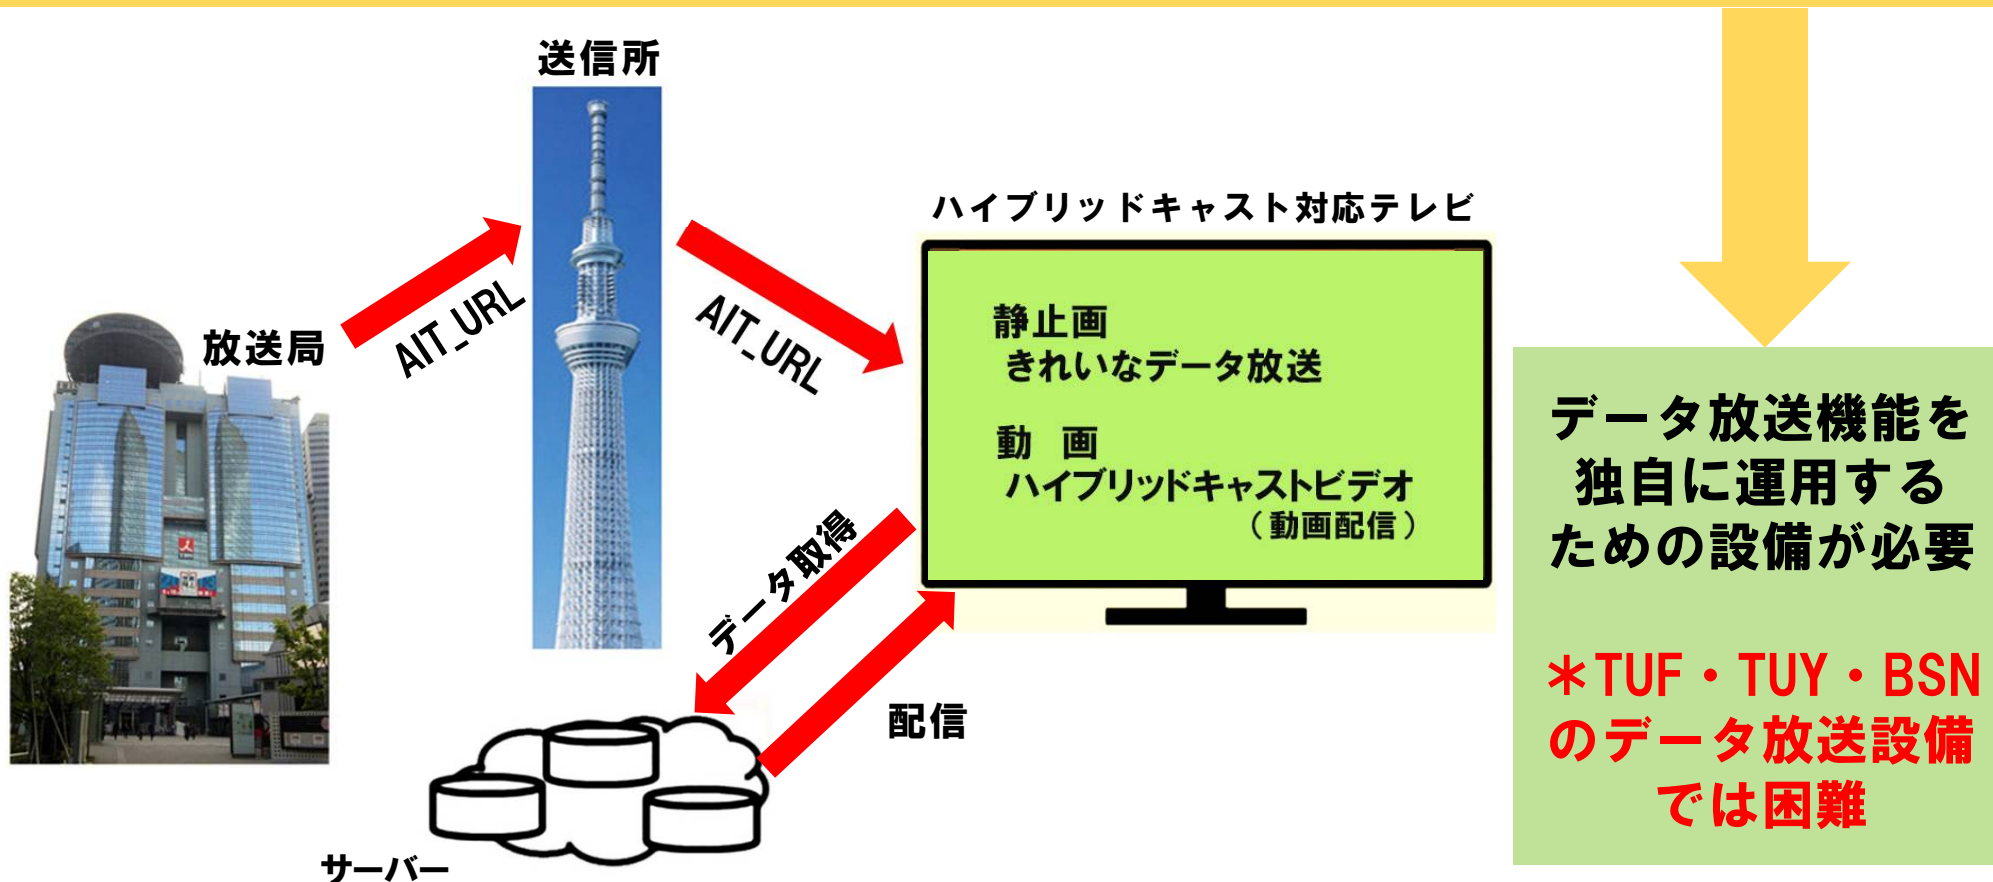 送信所
放送局
AIT_URL
AIT_URL
ハイブリッドキャスト対応テレビ
静止画
きれいなデータ放送
動　画
ハイブリッドキャストビデオ
（動画配信）
データ取得
配信
サーバー
データ放送機能を
独自に運用する
ための設備が必要
＊TUF・TUY・BSN
のデータ放送設備
では困難